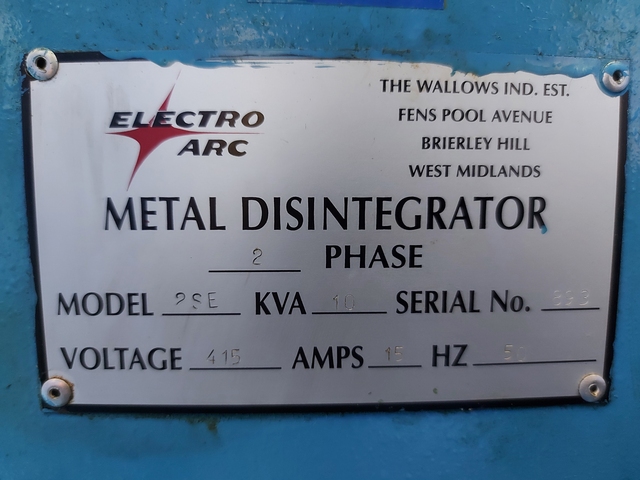 ELECTRO
ARC
THE WALLOWS IND. EST.
FENS POOL AVENUE
BRIERLEY HILL
WEST MIDLANDS
METAL DISINTEGRATOR
2 PHASE
MODEL 2SE KVA 10 SERIAL No.
VOLTAGE 415 AMPS 15 HZ 50